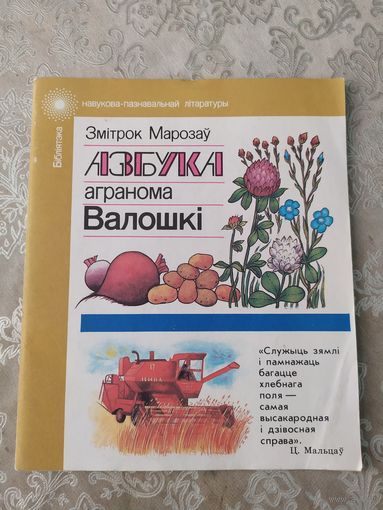 Бібліятэка
навукова-пазнавальнай літаратуры
Змітрок Марозаў
АЗБУКА
агранома
Валошкі
«Служыць зямлі
і памнажаць
багацце
хлебнага
поля —
самая
высакародная
і дзівосная
справа».
Ц. Мальцаў